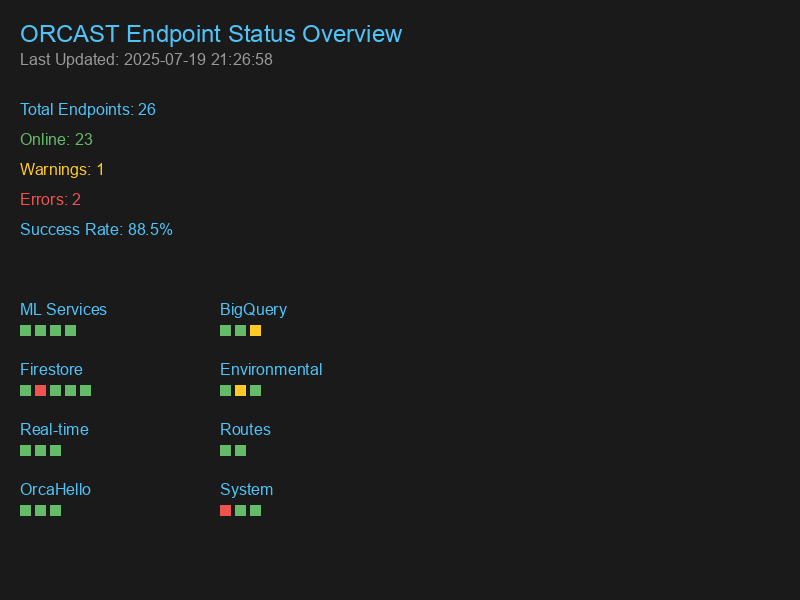 ORCAST Endpoint Status Overview
Last Updated: 2025-07-19 21:26:58
Total Endpoints: 26
Online: 23
Warnings: 1
Errors: 2
Success Rate: 88.5%
ML Services
BigQuery
Firestore
Environmental
Real-time
Routes
OrcaHello
System